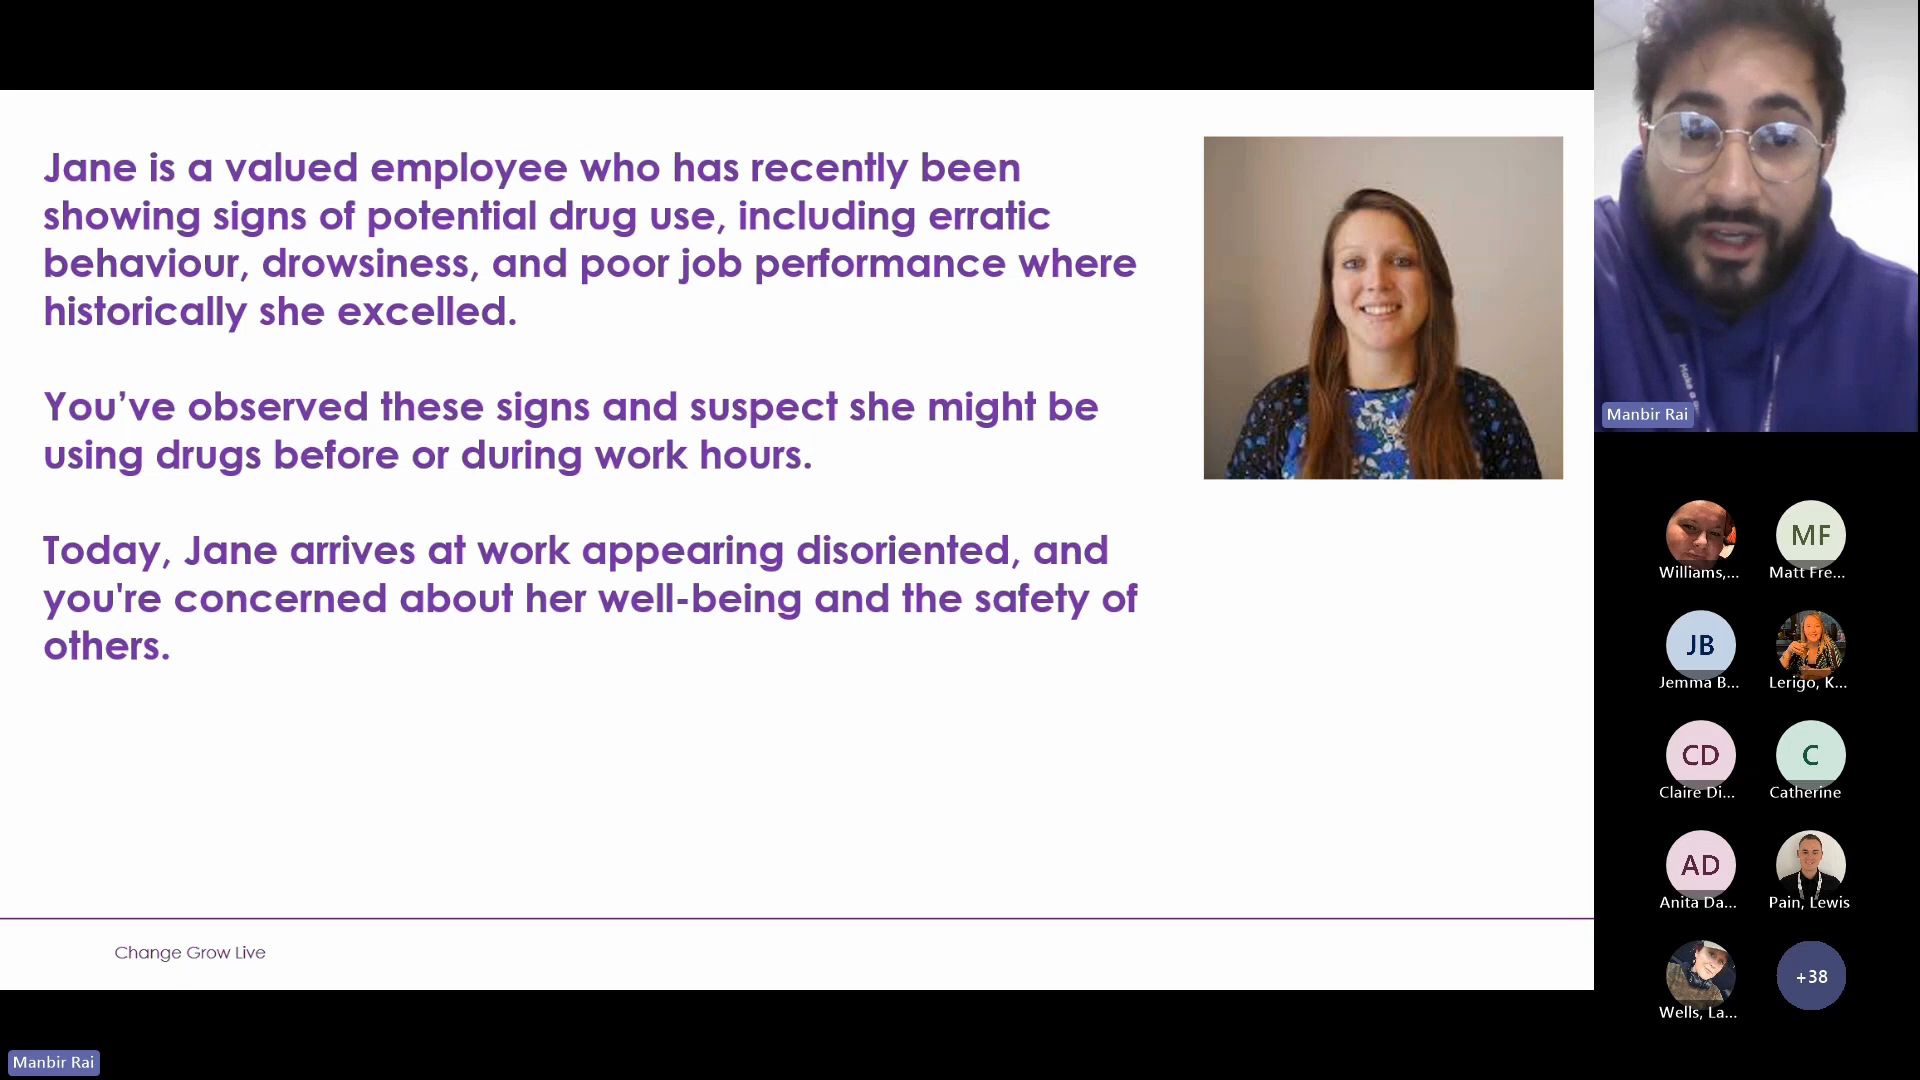 Jane is a valued employee who has recently been
showing signs of potential drug use, including erratic
behaviour, drowsiness, and poor job performance where
historically she excelled.
You’ve observed these signs and suspect she might be
using drugs before or during work hours.
Today, Jane arrives at work appearing disoriented, and
you're concerned about her well-being and the safety of
others.
Change Grow Live
Manbir Rai
Make a
Manbir Rai
Williams,...
MF
Matt Fre...
JB
Jemma B...
Lerigo, K...
CD
Claire Di...
C
Catherine
AD
Anita Da...
Pain, Lewis
Wells, La...
+38